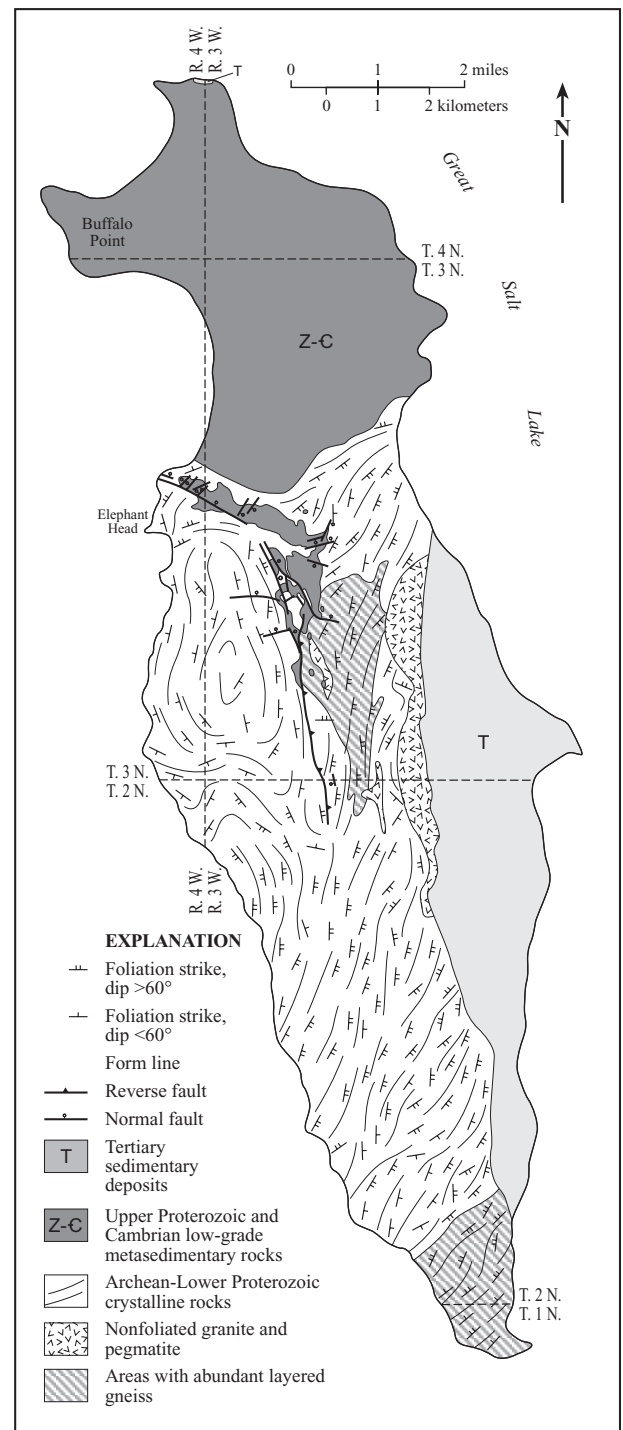 R. 4 W.
R. 3 W.
T
0 1 2 miles
0 1 2 kilometers
N
Great
Salt
Lake
Buffalo
Point
T. 4 N.
T. 3 N.
Z-Є
Elephant
Head
T
T. 3 N.
T. 2 N.
R. 4 W.
R. 3 W.
EXPLANATION
Foliation strike,
dip >60°
Foliation strike,
dip <60°
Form line
Reverse fault
Normal fault
T
Tertiary
sedimentary
deposits
Z-Є
Upper Proterozoic and
Cambrian low-grade
metasedimentary rocks
Archean-Lower Proterozoic
crystalline rocks
Nonfoliated granite and
pegmatite
Areas with abundant layered
gneiss
T. 2 N.
T. 1 N.